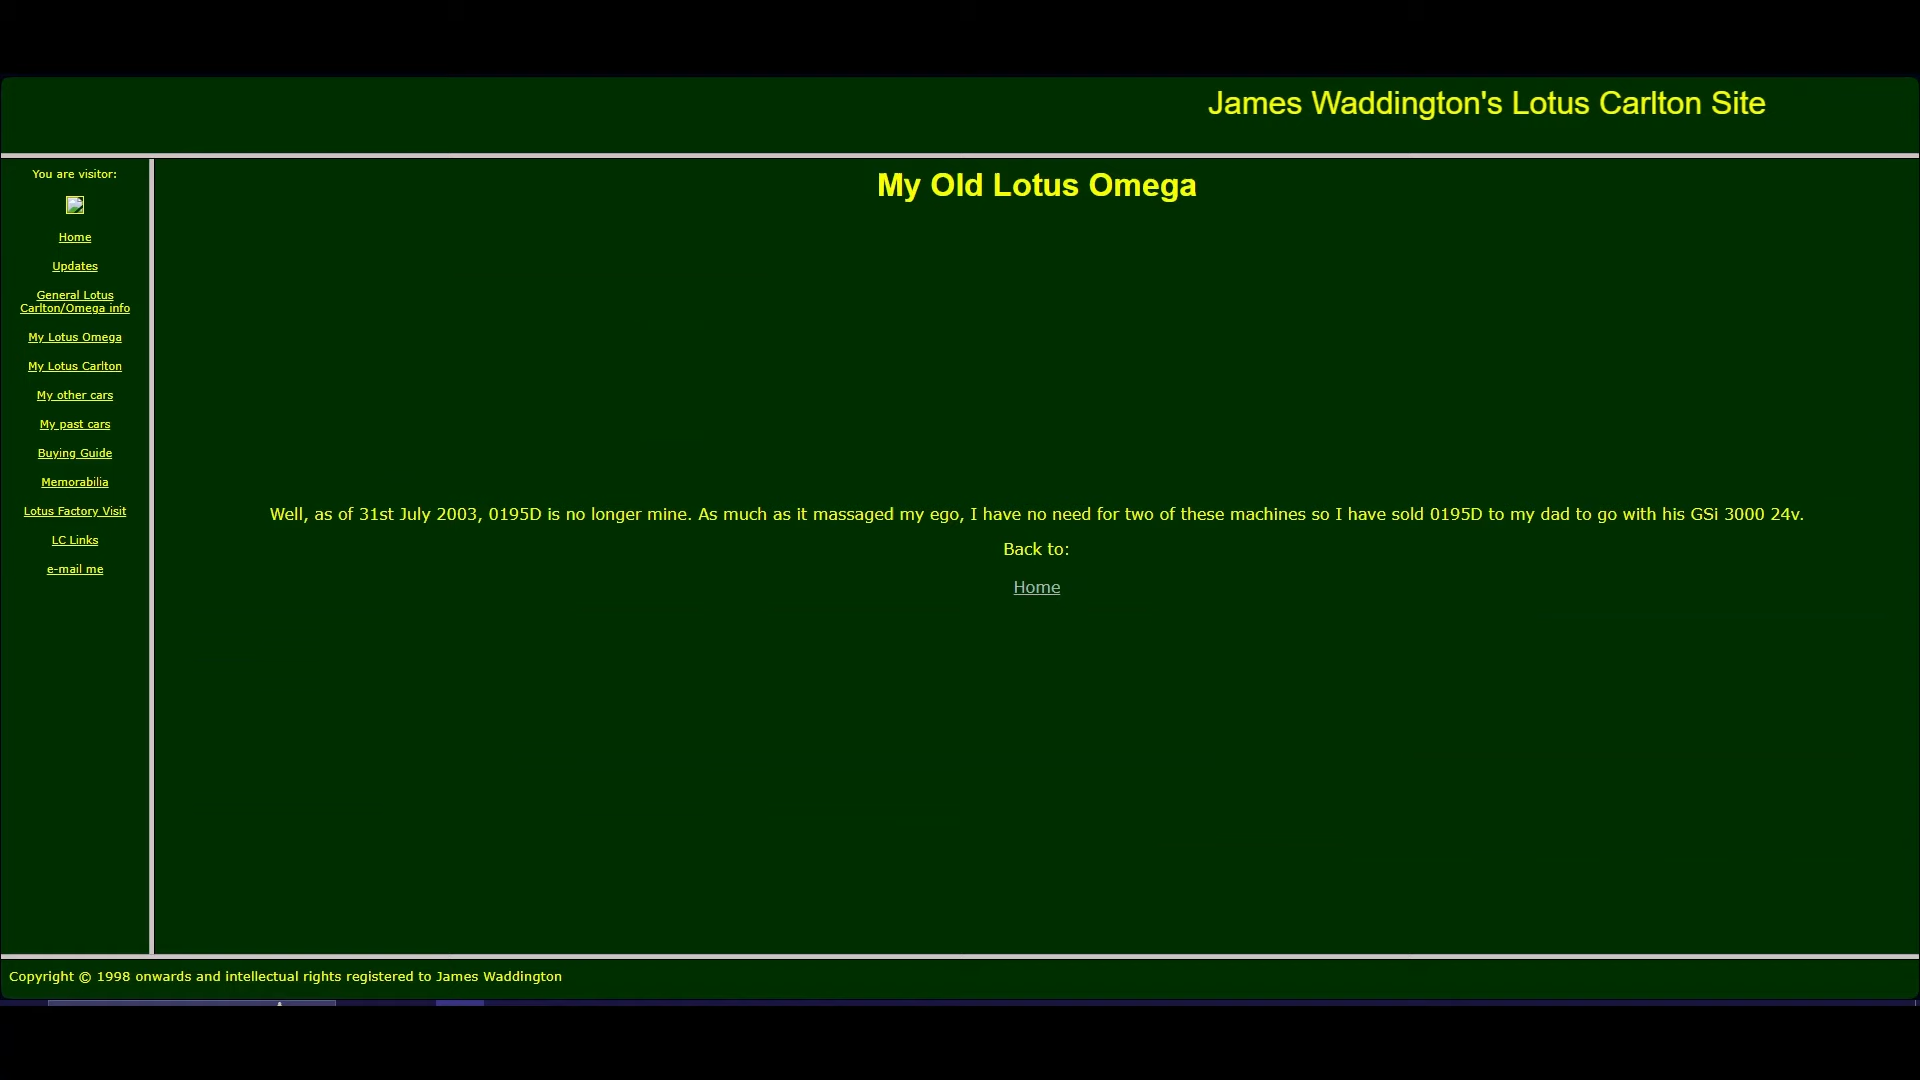 James Waddington's Lotus Carlton Site
You are visitor:
Home
Updates
General Lotus
Carlton/Omega info
My Lotus Omega
My Lotus Carlton
My other cars
My past cars
Buying Guide
Memorabilia
Lotus Factory Visit
LC Links
e-mail me
My Old Lotus Omega
Well, as of 31st July 2003, 0195D is no longer mine. As much as it massaged my ego, I have no need for two of these machines so I have sold 0195D to my dad to go with his GSi 3000 24v.
Back to:
Home
Copyright © 1998 onwards and intellectual rights registered to James Waddington